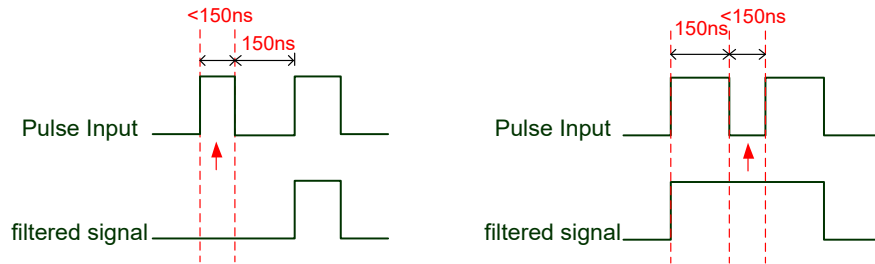 <150ns
150ns
Pulse Input
filtered signal
<150ns
150ns
Pulse Input
filtered signal